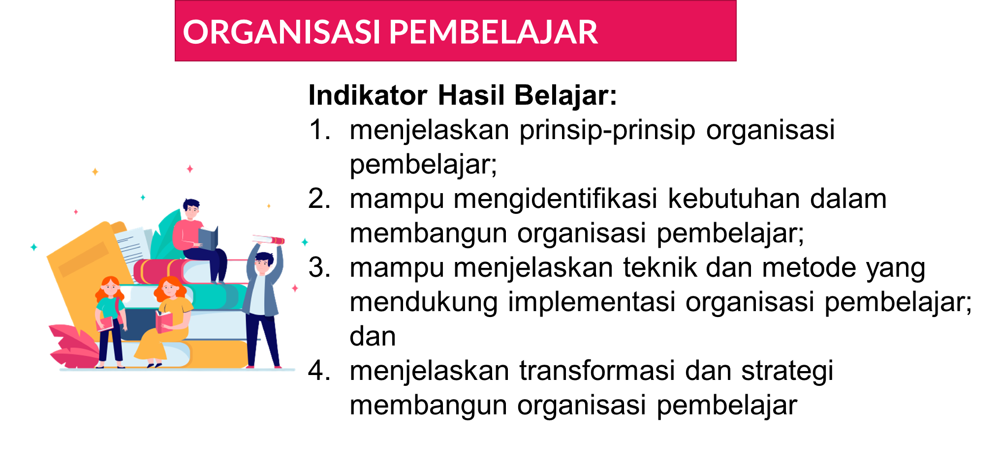 ORGANISASI PEMBELAJAR
Indikator Hasil Belajar:
1. menjelaskan prinsip-prinsip organisasi
pembelajar;
2. mampu mengidentifikasi kebutuhan dalam
membangun organisasi pembelajar;
3. mampu menjelaskan teknik dan metode yang
mendukung implementasi organisasi pembelajar;
dan
4. menjelaskan transformasi dan strategi
membangun organisasi pembelajar